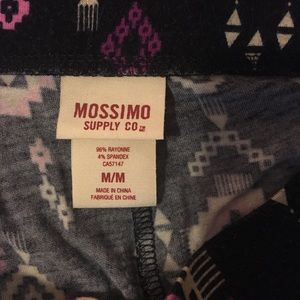 MOSSIMO
SUPPLY CO.
96% RAYONNE
4% SPANDEX
CA57147
M/M
MADE IN CHINA
FABRIQUÉ EN CHINE